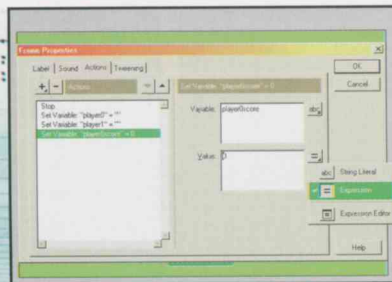 Frame Properties
Label Sound Actions Tweening
OK
Cancel
Help
+ -
Stop
Set Variable: "player0" = ""
Set Variable: "player1" = ""
Set Variable: "player0score" = 0
Set Variable: "player0score" = 0
Variable: player0score
abc
Value: 0
=
abc String Literal
= Expression
Expression Editor